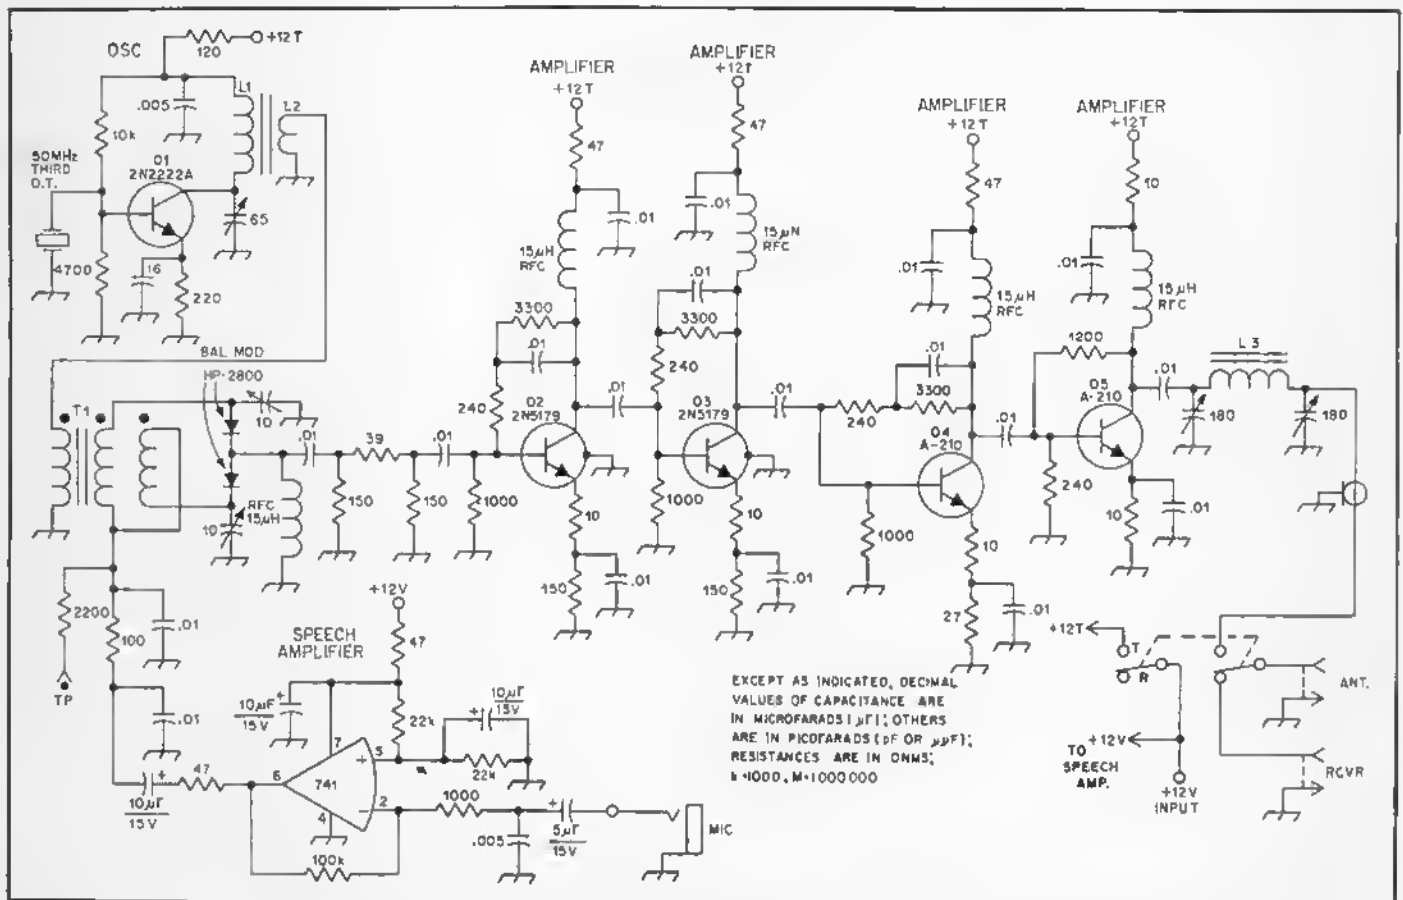 OSC
120
+12T
L1
L2
.005
10k
50MHz
THIRD
O.T.
Q1
2N2222A
65
4700
16
220
AMPLIFIER
+12T
47
.01
15µH
RFC
3300
.01
240
Q2
2N5179
.01
1000
10
150
.01
AMPLIFIER
+12T
47
.01
15µH
RFC
.01
3300
240
Q3
2N5179
.01
1000
10
150
.01
AMPLIFIER
+12T
47
.01
15µH
RFC
.01
3300
240
Q4
A-210
.01
1000
10
27
.01
AMPLIFIER
+12T
10
.01
15µH
RFC
1200
Q5
A-210
.01
240
10
.01
L3
180
180
BAL MOD
HP-2800
T1
10
10
RFC
15µH
.01
39
.01
150
150
1000
2200
TP
100
.01
.01
+12V
47
SPEECH
AMPLIFIER
10µF
15V
22k
10µF
15V
22k
7
5
+
6
741
4
2
-
10µF
15V
47
100k
1000
.005
5µF
15V
MIC
EXCEPT AS INDICATED, DECIMAL
VALUES OF CAPACITANCE ARE
IN MICROFARADS (µF); OTHERS
ARE IN PICOFARADS (pF OR µµF);
RESISTANCES ARE IN OHMS;
k=1000, M=1000000
+12T
T
R
ANT.
+12V
TO
SPEECH
AMP.
+12V
INPUT
RCVR